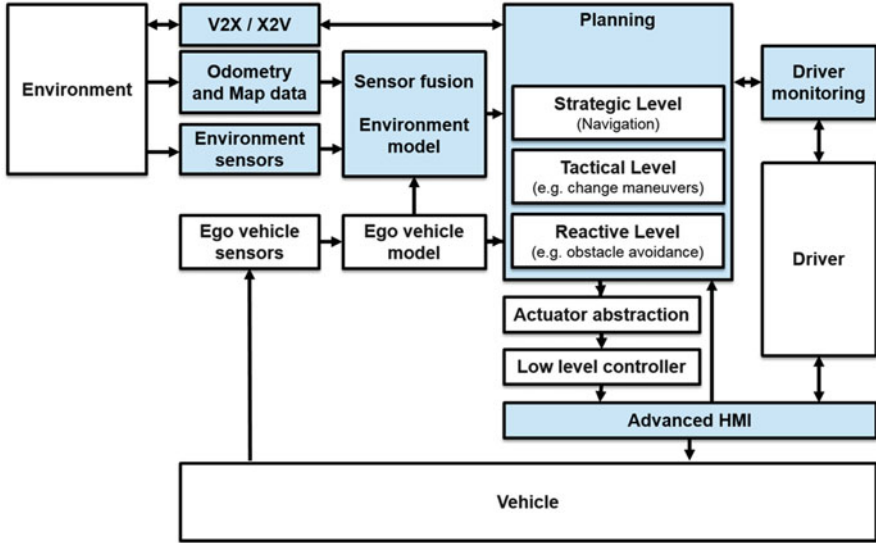 V2X / X2V
Planning
Environment
Odometry
and Map data
Sensor fusion
Environment
model
Driver
monitoring
Strategic Level
(Navigation)
Environment
sensors
Tactical Level
(e.g. change maneuvers)
Ego vehicle
sensors
Ego vehicle
model
Reactive Level
(e.g. obstacle avoidance)
Driver
Actuator abstraction
Low level controller
Advanced HMI
Vehicle